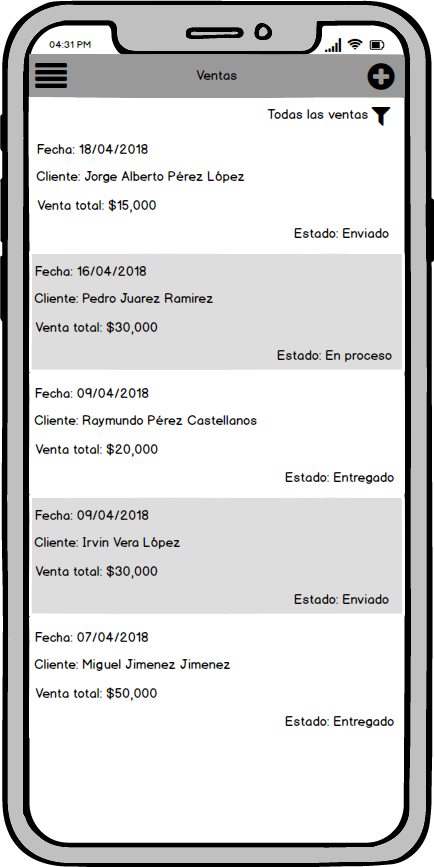 04:31 PM
Ventas
Todas las ventas
Fecha: 18/04/2018
Cliente: Jorge Alberto Pérez López
Venta total: $15,000
Estado: Enviado
Fecha: 16/04/2018
Cliente: Pedro Juarez Ramirez
Venta total: $30,000
Estado: En proceso
Fecha: 09/04/2018
Cliente: Raymundo Pérez Castellanos
Venta total: $20,000
Estado: Entregado
Fecha: 09/04/2018
Cliente: Irvin Vera López
Venta total: $30,000
Estado: Enviado
Fecha: 07/04/2018
Cliente: Miguel Jimenez Jimenez
Venta total: $50,000
Estado: Entregado